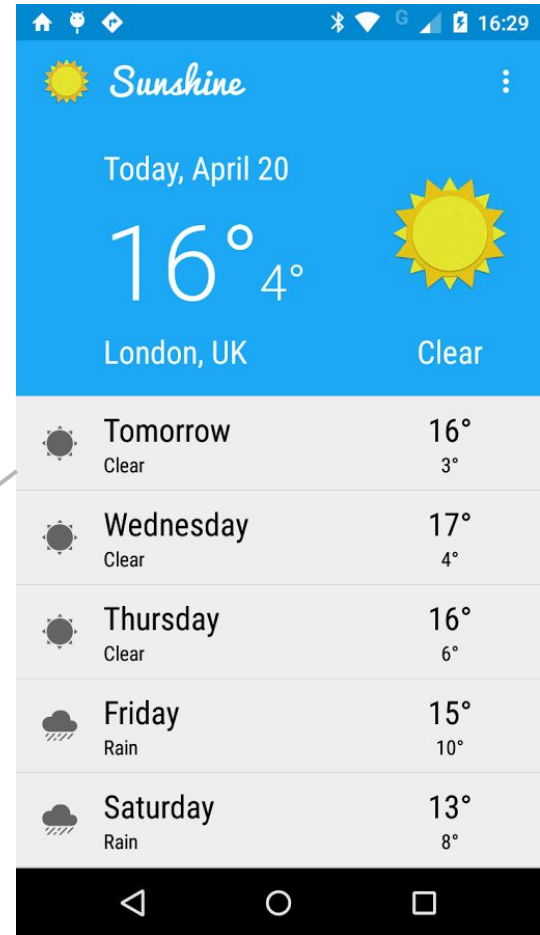 G 16:29
Sunshine
Today, April 20
16° 4°
London, UK
Clear
Tomorrow 16°
Clear 3°
Wednesday 17°
Clear 4°
Thursday 16°
Clear 6°
Friday 15°
Rain 10°
Saturday 13°
Rain 8°